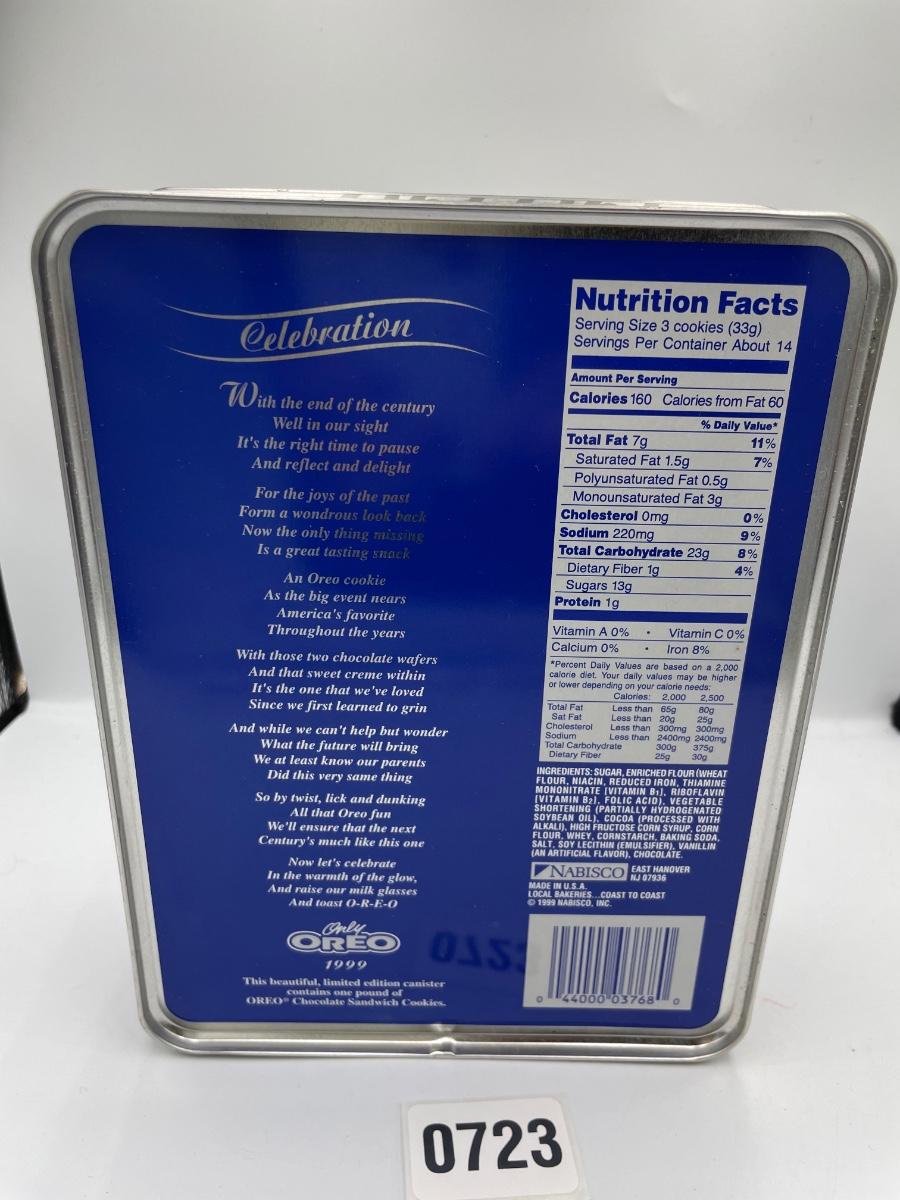 Celebration
With the end of the century
Well in our sight
It's the right time to pause
And reflect and delight
For the joys of the past
Form a wondrous look back
Now the only thing missing
Is a great tasting snack
An Oreo cookie
As the big event nears
America's favorite
Throughout the years
With those two chocolate wafers
And that sweet creme within
It's the one that we've loved
Since we first learned to grin
And while we can't help but wonder
What the future will bring
We at least know our parents
Did this very same thing
So by twist, lick and dunking
All that Oreo fun
We'll ensure that the next
Century's much like this one
Now let's celebrate
In the warmth of the glow,
And raise our milk glasses
And toast O-R-E-O
Only
OREO
1999
This beautiful, limited edition canister
contains one pound of
OREO® Chocolate Sandwich Cookies.
Nutrition Facts
Serving Size 3 cookies (33g)
Servings Per Container About 14
Amount Per Serving
Calories 160 Calories from Fat 60
% Daily Value*
Total Fat 7g 11%
Saturated Fat 1.5g 7%
Polyunsaturated Fat 0.5g
Monounsaturated Fat 3g
Cholesterol 0mg 0%
Sodium 220mg 9%
Total Carbohydrate 23g 8%
Dietary Fiber 1g 4%
Sugars 13g
Protein 1g
Vitamin A 0% • Vitamin C 0%
Calcium 0% • Iron 8%
*Percent Daily Values are based on a 2,000
calorie diet. Your daily values may be higher
or lower depending on your calorie needs:
Calories: 2,000 2,500
Total Fat Less than 65g 80g
Sat Fat Less than 20g 25g
Cholesterol Less than 300mg 300mg
Sodium Less than 2400mg 2400mg
Total Carbohydrate 300g 375g
Dietary Fiber 25g 30g
INGREDIENTS: SUGAR, ENRICHED FLOUR (WHEAT
FLOUR, NIACIN, REDUCED IRON, THIAMINE
MONONITRATE [VITAMIN B1], RIBOFLAVIN
[VITAMIN B2], FOLIC ACID), VEGETABLE
SHORTENING (PARTIALLY HYDROGENATED
SOYBEAN OIL), COCOA (PROCESSED WITH
ALKALI), HIGH FRUCTOSE CORN SYRUP, CORN
FLOUR, WHEY, CORNSTARCH, BAKING SODA,
SALT, SOY LECITHIN (EMULSIFIER), VANILLIN
(AN ARTIFICIAL FLAVOR), CHOCOLATE.
NABISCO EAST HANOVER
NJ 07936
MADE IN U.S.A.
LOCAL BAKERIES...COAST TO COAST
© 1999 NABISCO, INC.
0 44000 03768 0
0723